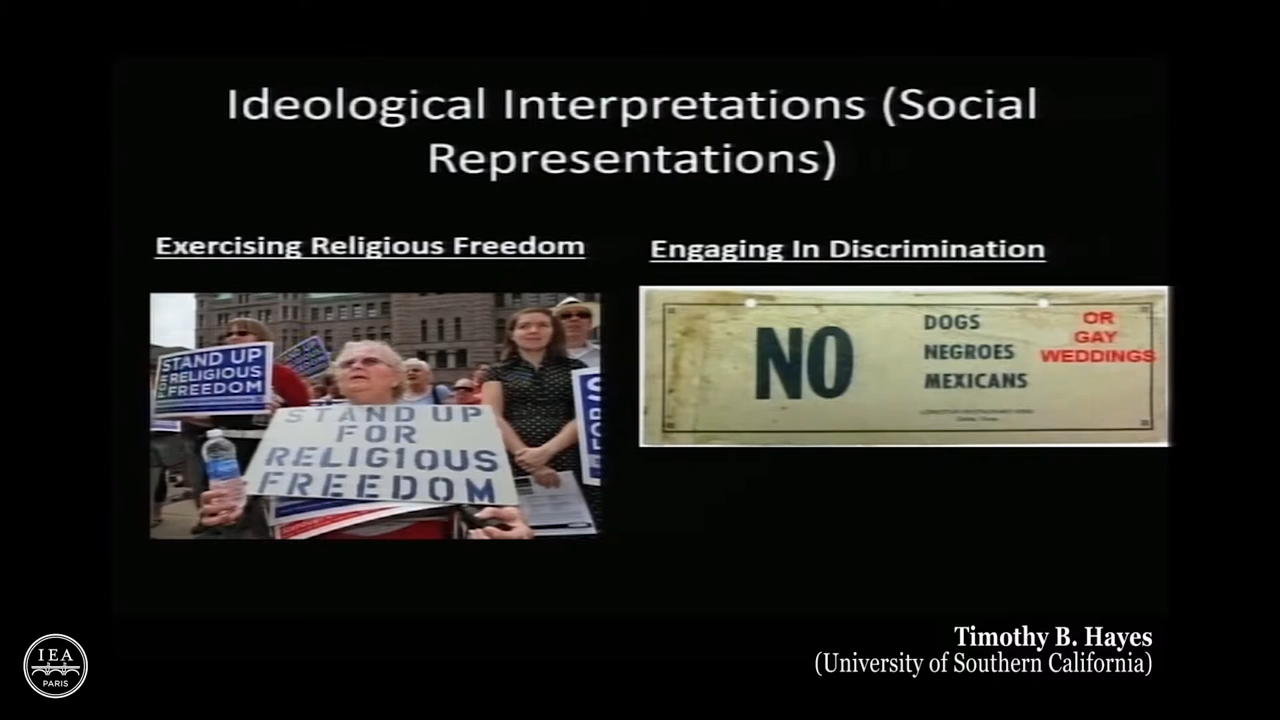 Ideological Interpretations (Social
Representations)
Exercising Religious Freedom
Engaging In Discrimination
STAND UP
FOR
RELIGIOUS
FREEDOM
STAND UP
FOR
RELIG1OUS
FREEDOM
NO
DOGS
NEGROES
MEXICANS
OR
GAY
WEDDINGS
Timothy B. Hayes
(University of Southern California)
IEA
PARIS